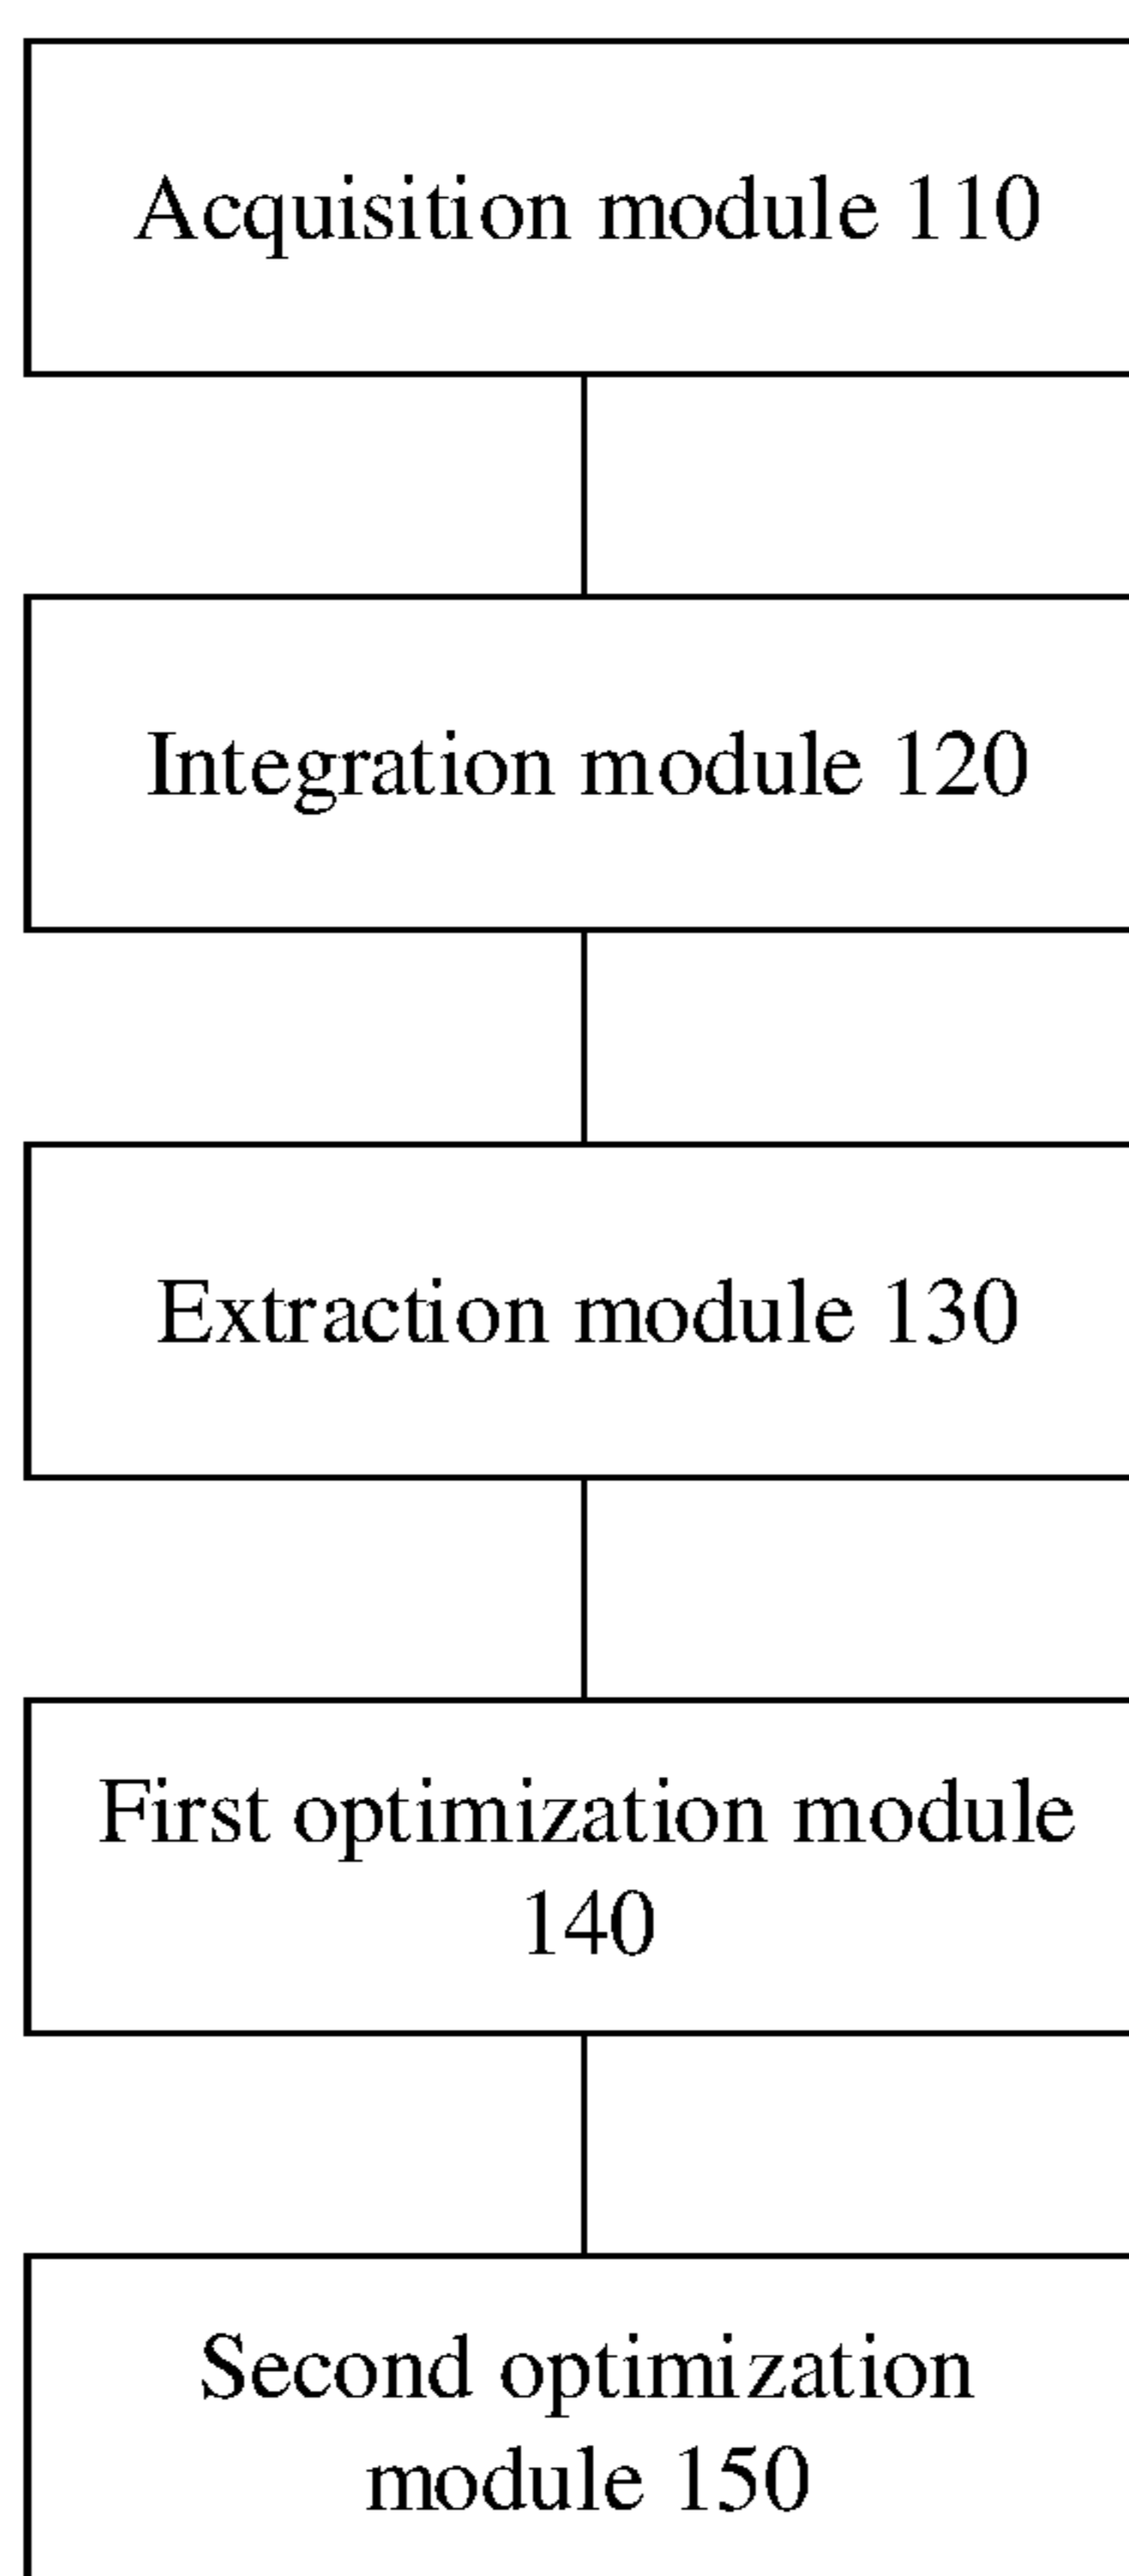 Acquisition module 110
Integration module 120
Extraction module 130
First optimization module
140
Second optimization
module 150